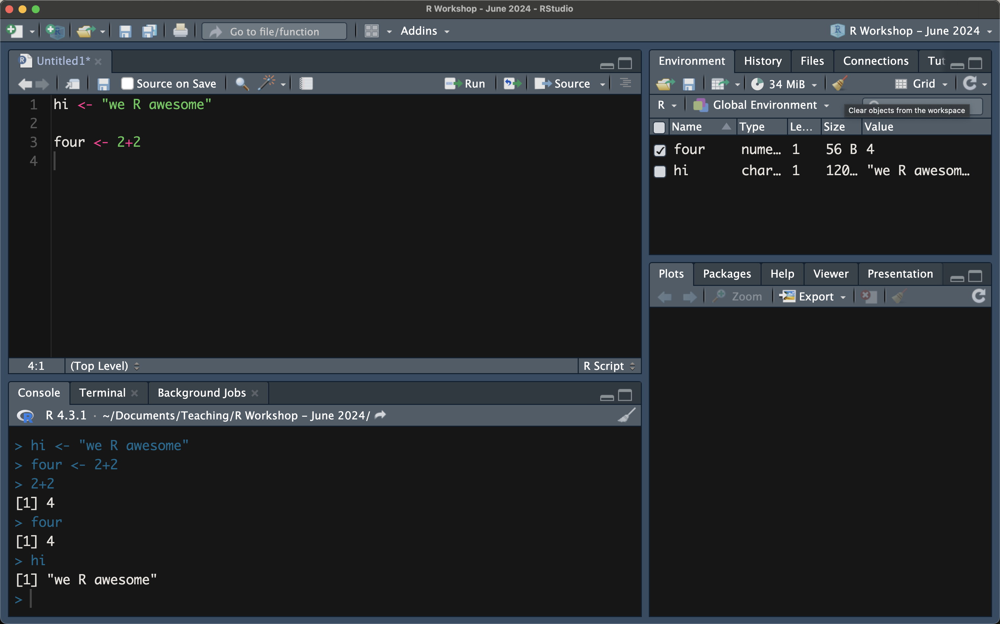 R Workshop - June 2024 - RStudio
Go to file/function
Addins
R Workshop – June 2024
Untitled1*
Source on Save
Run
Source
1 hi <- "we R awesome"
2
3 four <- 2+2
4
4:1 (Top Level) R Script
Console Terminal Background Jobs
R 4.3.1 · ~/Documents/Teaching/R Workshop – June 2024/
> hi <- "we R awesome"
> four <- 2+2
> 2+2
[1] 4
> four
[1] 4
> hi
[1] "we R awesome"
>
Environment History Files Connections Tut
34 MiB Grid
R Global Environment
Clear objects from the workspace
Name Type Le... Size Value
four nume… 1 56 B 4
hi char… 1 120… "we R awesom…
Plots Packages Help Viewer Presentation
Zoom Export